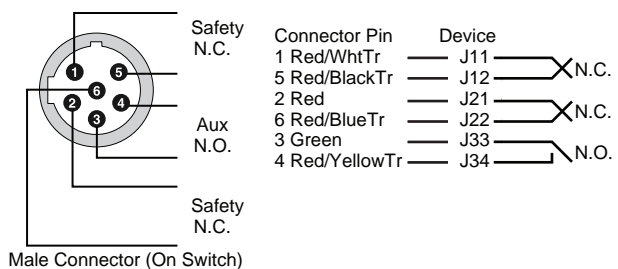 Safety
N.C.
1
5
6
2
4
3
Aux
N.O.
Safety
N.C.
Male Connector (On Switch)
Connector Pin Device
1 Red/WhtTr J11
5 Red/BlackTr J12
N.C.
2 Red J21
6 Red/BlueTr J22
N.C.
3 Green J33
4 Red/YellowTr J34
N.O.